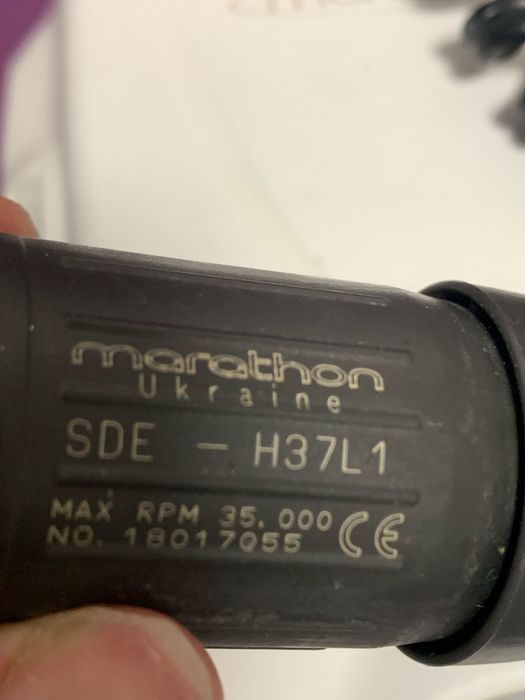 marathon
Ukraine
SDE - H37L1
MAX RPM 35,000 CE
NO. 18017055